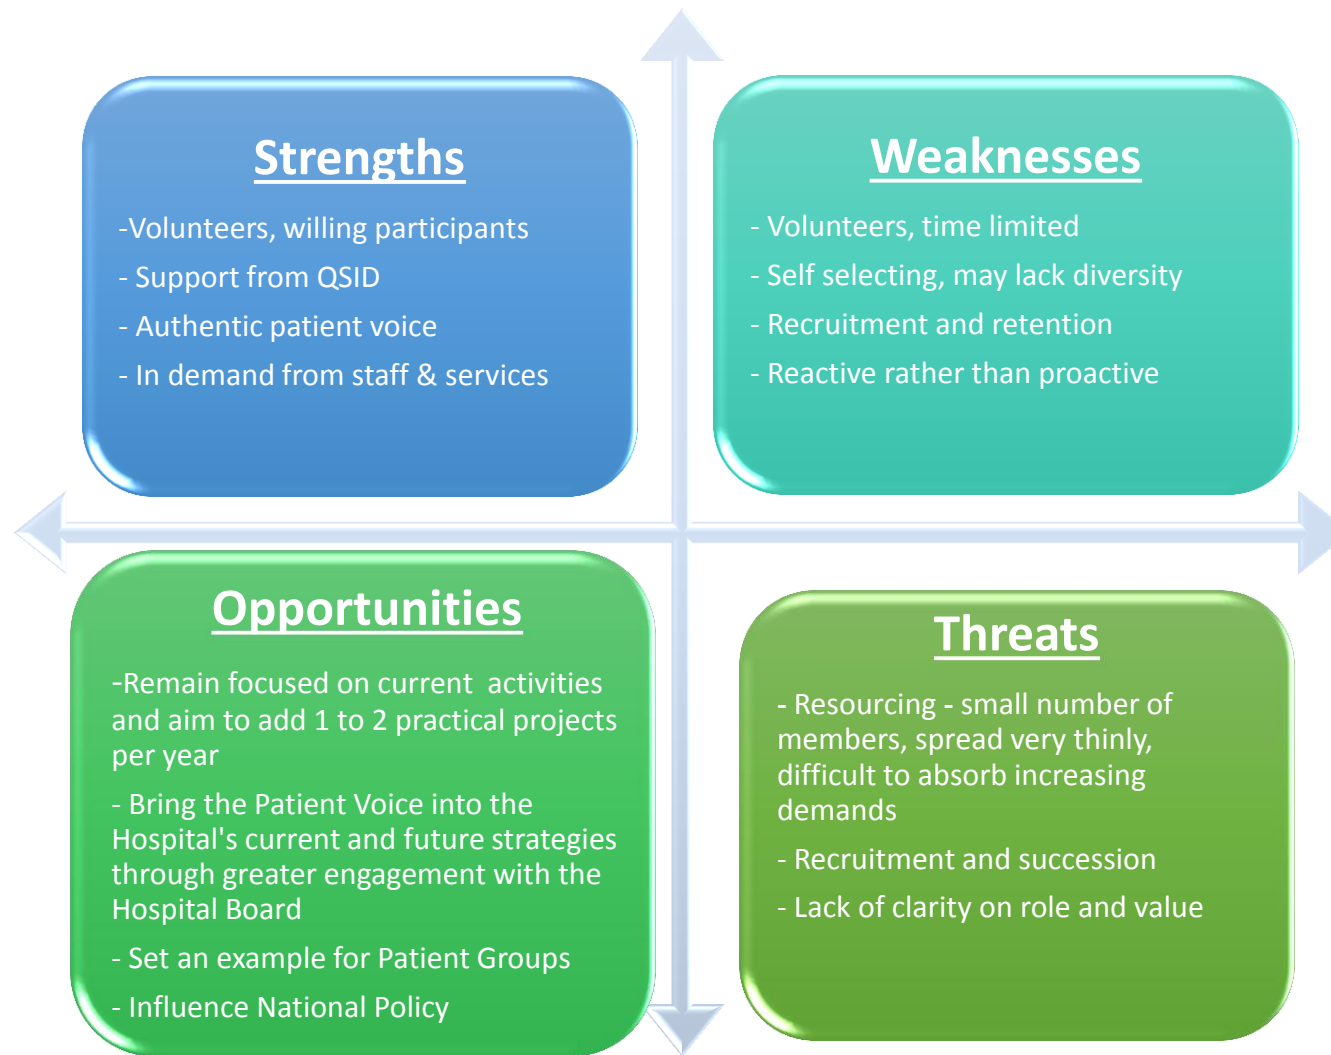 Strengths
-Volunteers, willing participants
- Support from QSID
- Authentic patient voice
- In demand from staff & services
Weaknesses
- Volunteers, time limited
- Self selecting, may lack diversity
- Recruitment and retention
- Reactive rather than proactive
Opportunities
-Remain focused on current  activities
and aim to add 1 to 2 practical projects
per year
- Bring the Patient Voice into the
Hospital's current and future strategies
through greater engagement with the
Hospital Board
- Set an example for Patient Groups
- Influence National Policy
Threats
- Resourcing - small number of
members, spread very thinly,
difficult to absorb increasing
demands
- Recruitment and succession
- Lack of clarity on role and value